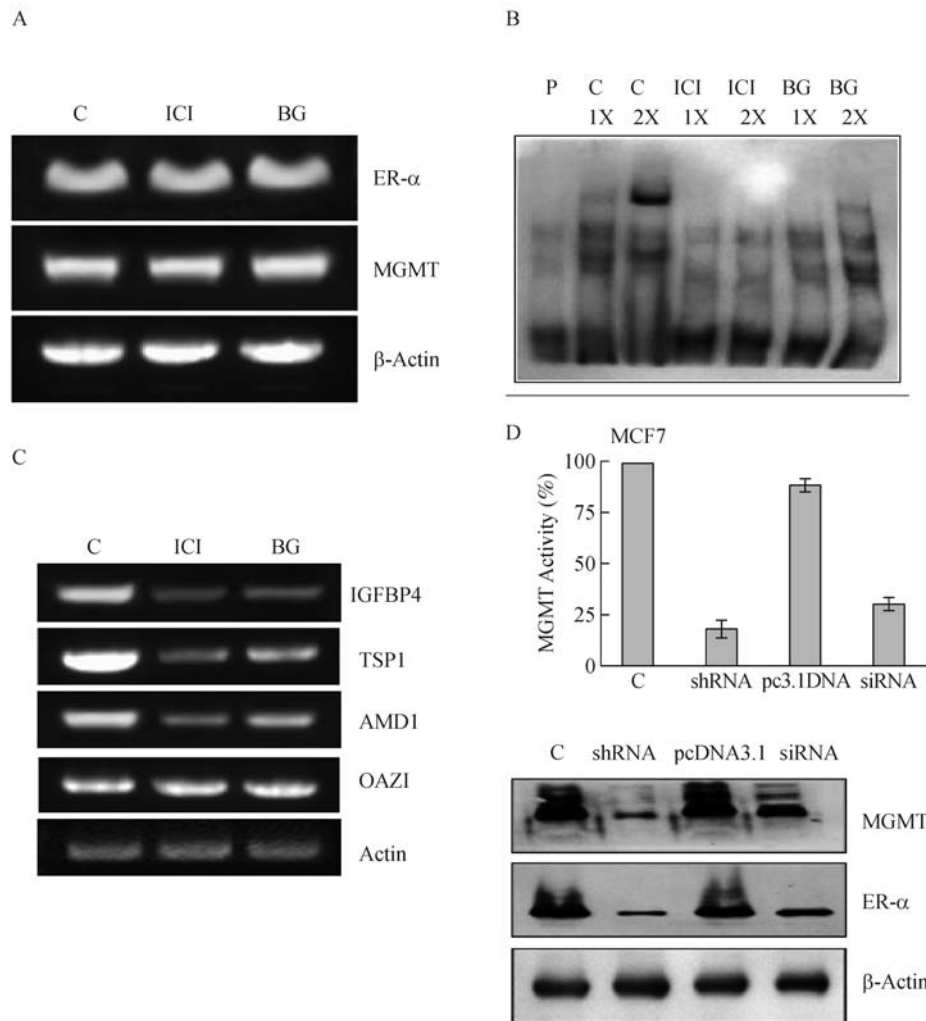 A
C ICI BG
ER-α
MGMT
β-Actin
B
P C C ICI ICI BG BG
1X 2X 1X 2X 1X 2X
C
C ICI BG
IGFBP4
TSP1
AMD1
OAZI
Actin
D
MCF7
MGMT Activity (%)
100
75
50
25
0
C shRNA pc3.1DNA siRNA
C shRNA pcDNA3.1 siRNA
MGMT
ER-α
β-Actin